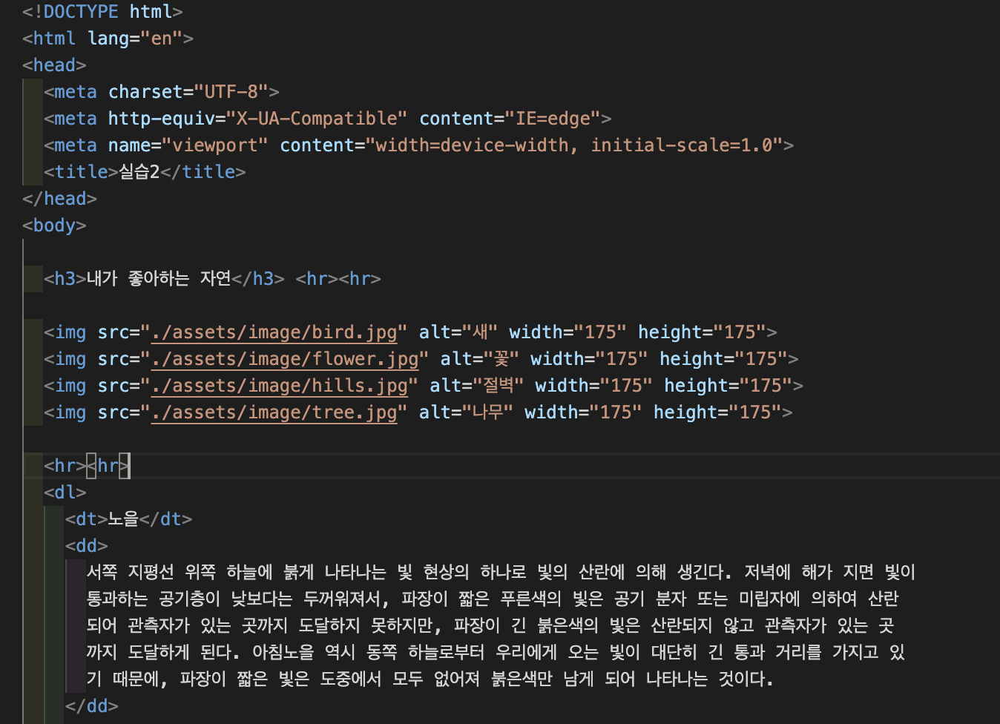 <!DOCTYPE html>
<html lang="en">
<head>
<meta charset="UTF-8">
<meta http-equiv="X-UA-Compatible" content="IE=edge">
<meta name="viewport" content="width=device-width, initial-scale=1.0">
<title>실습2</title>
</head>
<body>
<h3>내가 좋아하는 자연</h3> <hr><hr>
<img src="./assets/image/bird.jpg" alt="새" width="175" height="175">
<img src="./assets/image/flower.jpg" alt="꽃" width="175" height="175">
<img src="./assets/image/hills.jpg" alt="절벽" width="175" height="175">
<img src="./assets/image/tree.jpg" alt="나무" width="175" height="175">
<hr><hr>
<dl>
<dt>노을</dt>
<dd>
서쪽 지평선 위쪽 하늘에 붉게 나타나는 빛 현상의 하나로 빛의 산란에 의해 생긴다. 저녁에 해가 지면 빛이
통과하는 공기층이 낮보다는 두꺼워져서, 파장이 짧은 푸른색의 빛은 공기 분자 또는 미립자에 의하여 산란
되어 관측자가 있는 곳까지 도달하지 못하지만, 파장이 긴 붉은색의 빛은 산란되지 않고 관측자가 있는 곳
까지 도달하게 된다. 아침노을 역시 동쪽 하늘로부터 우리에게 오는 빛이 대단히 긴 통과 거리를 가지고 있
기 때문에, 파장이 짧은 빛은 도중에서 모두 없어져 붉은색만 남게 되어 나타나는 것이다.
</dd>